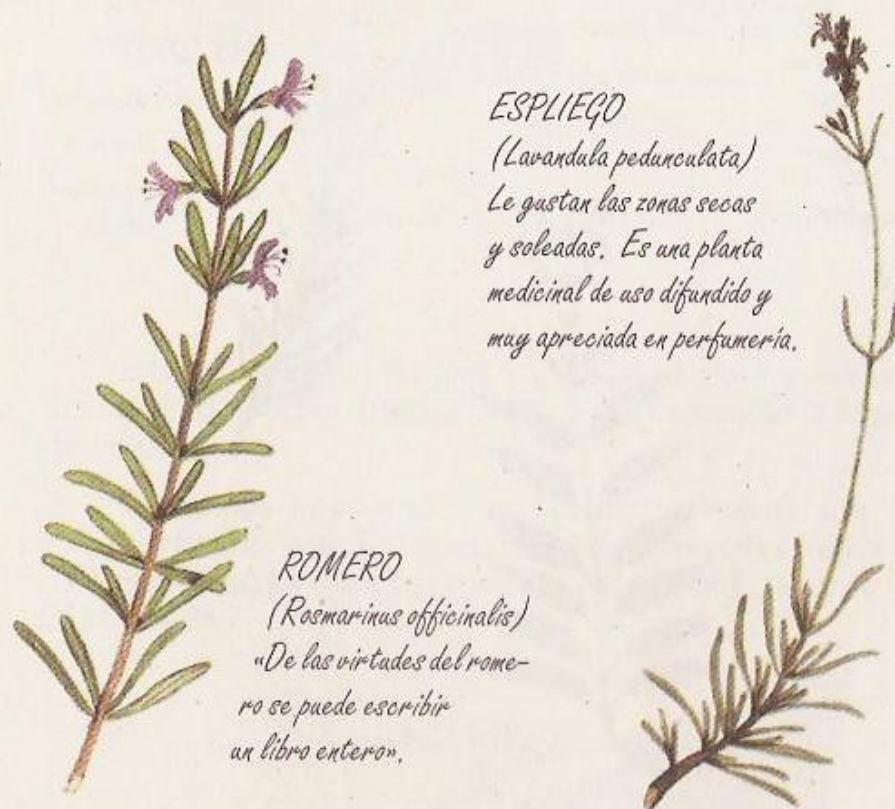 ESPLIEGO
(Lavandula pedunculata)
Le gustan las zonas secas
y soleadas. Es una planta
medicinal de uso difundido y
muy apreciada en perfumería.
ROMERO
(Rosmarinus officinalis)
«De las virtudes del rome-
ro se puede escribir
un libro entero».